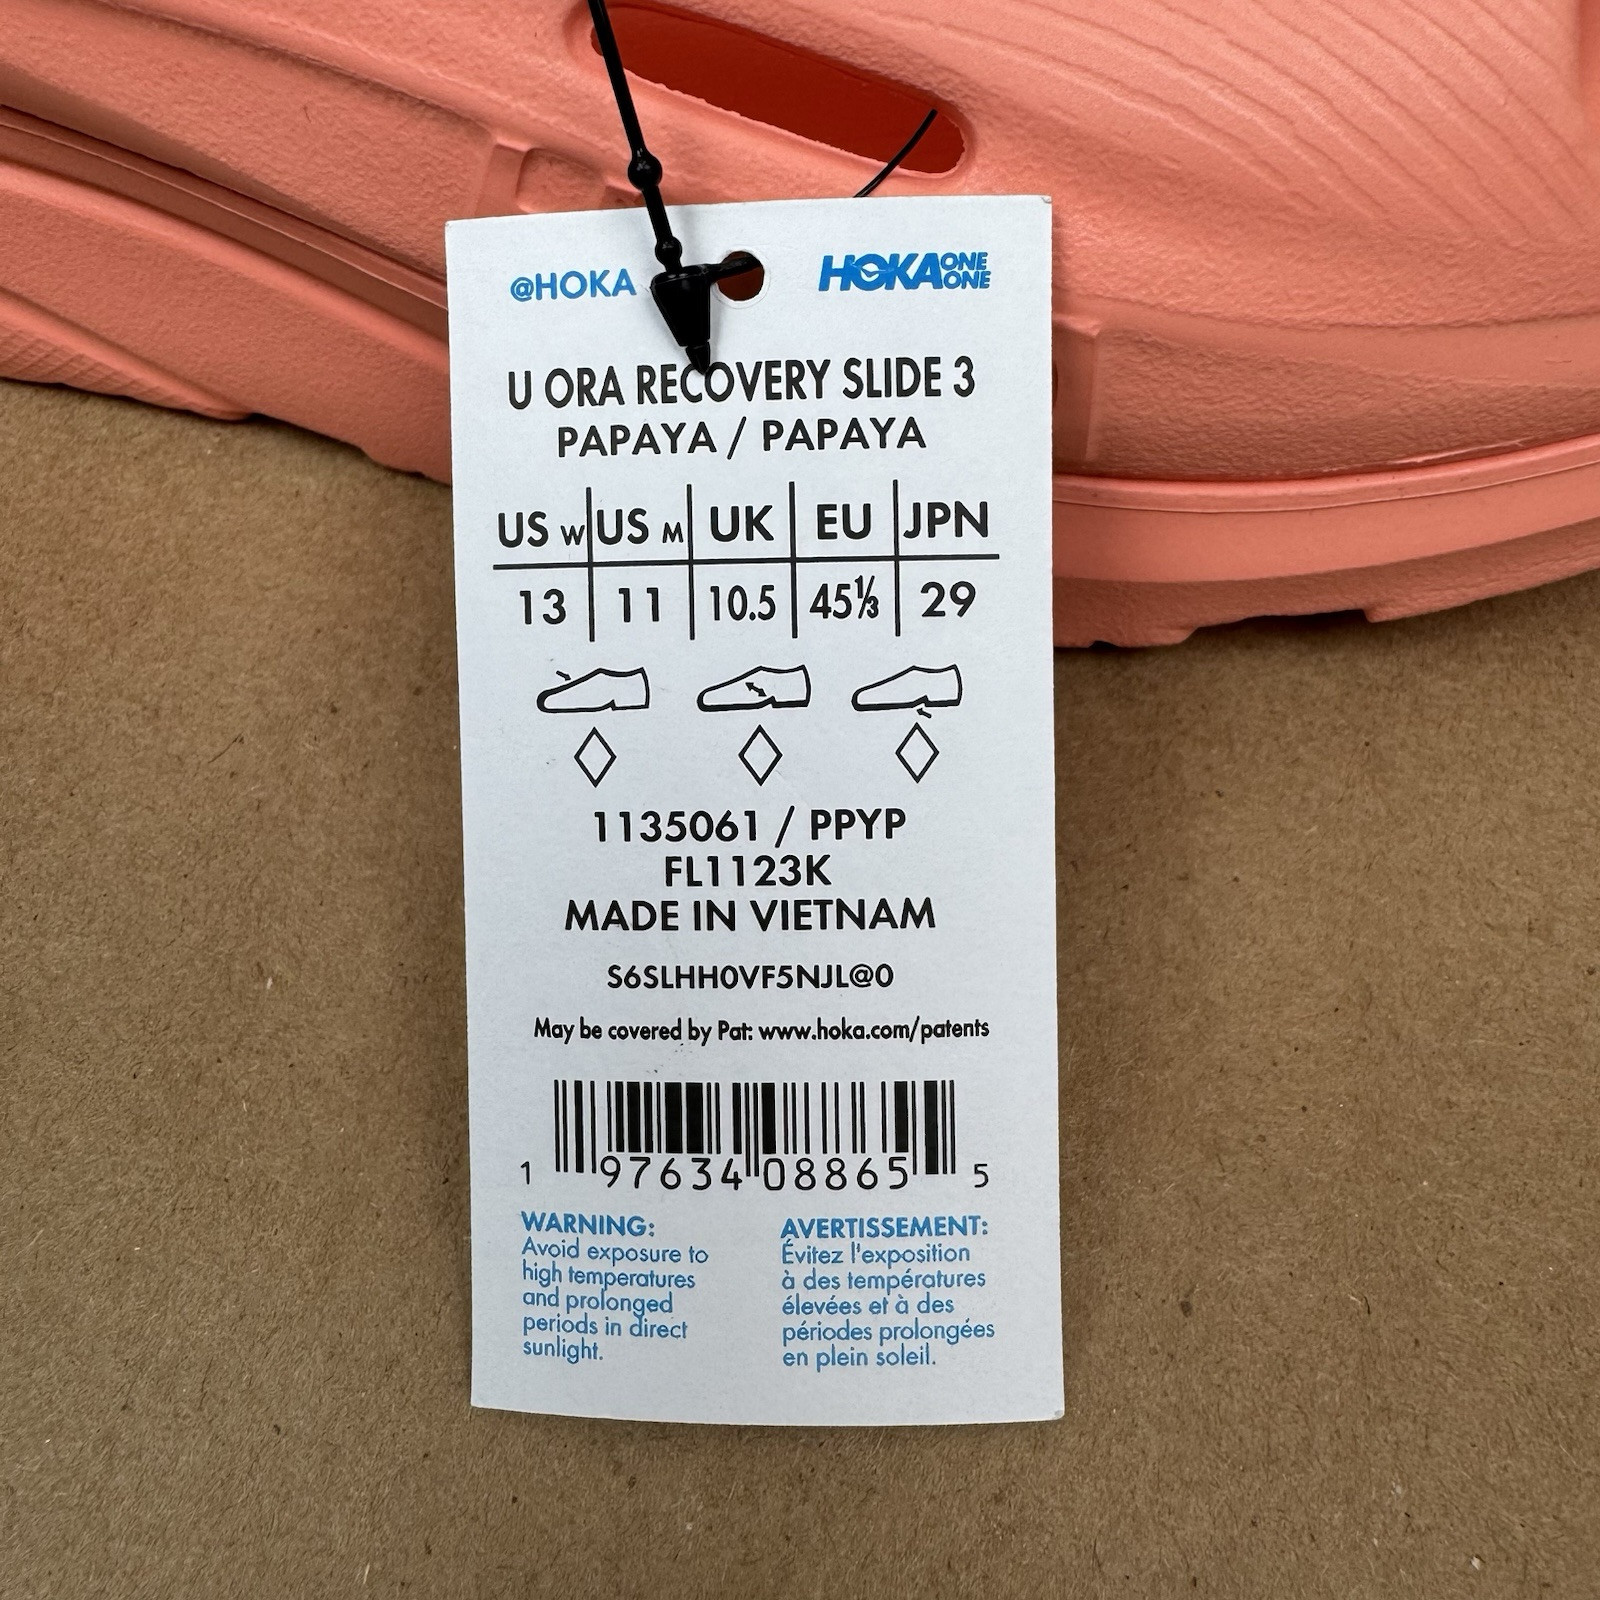 @HOKA HOKA ONE ONE
U ORA RECOVERY SLIDE 3
PAPAYA / PAPAYA
US W US M UK EU JPN
13 11 10.5 45⅓ 29
1135061 / PPYP
FL1123K
MADE IN VIETNAM
S6SLHH0VF5NJL@0
May be covered by Pat: www.hoka.com/patents
1 97634 08865 5
WARNING:
Avoid exposure to
high temperatures
and prolonged
periods in direct
sunlight.
AVERTISSEMENT:
Évitez l'exposition
à des températures
élevées et à des
périodes prolongées
en plein soleil.